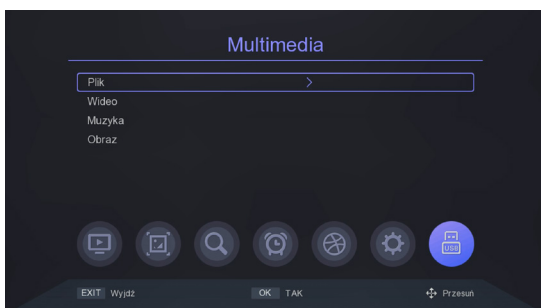 Multimedia
Plik
Wideo
Muzyka
Obraz
USB
EXIT Wyjdź OK TAK Przesuń